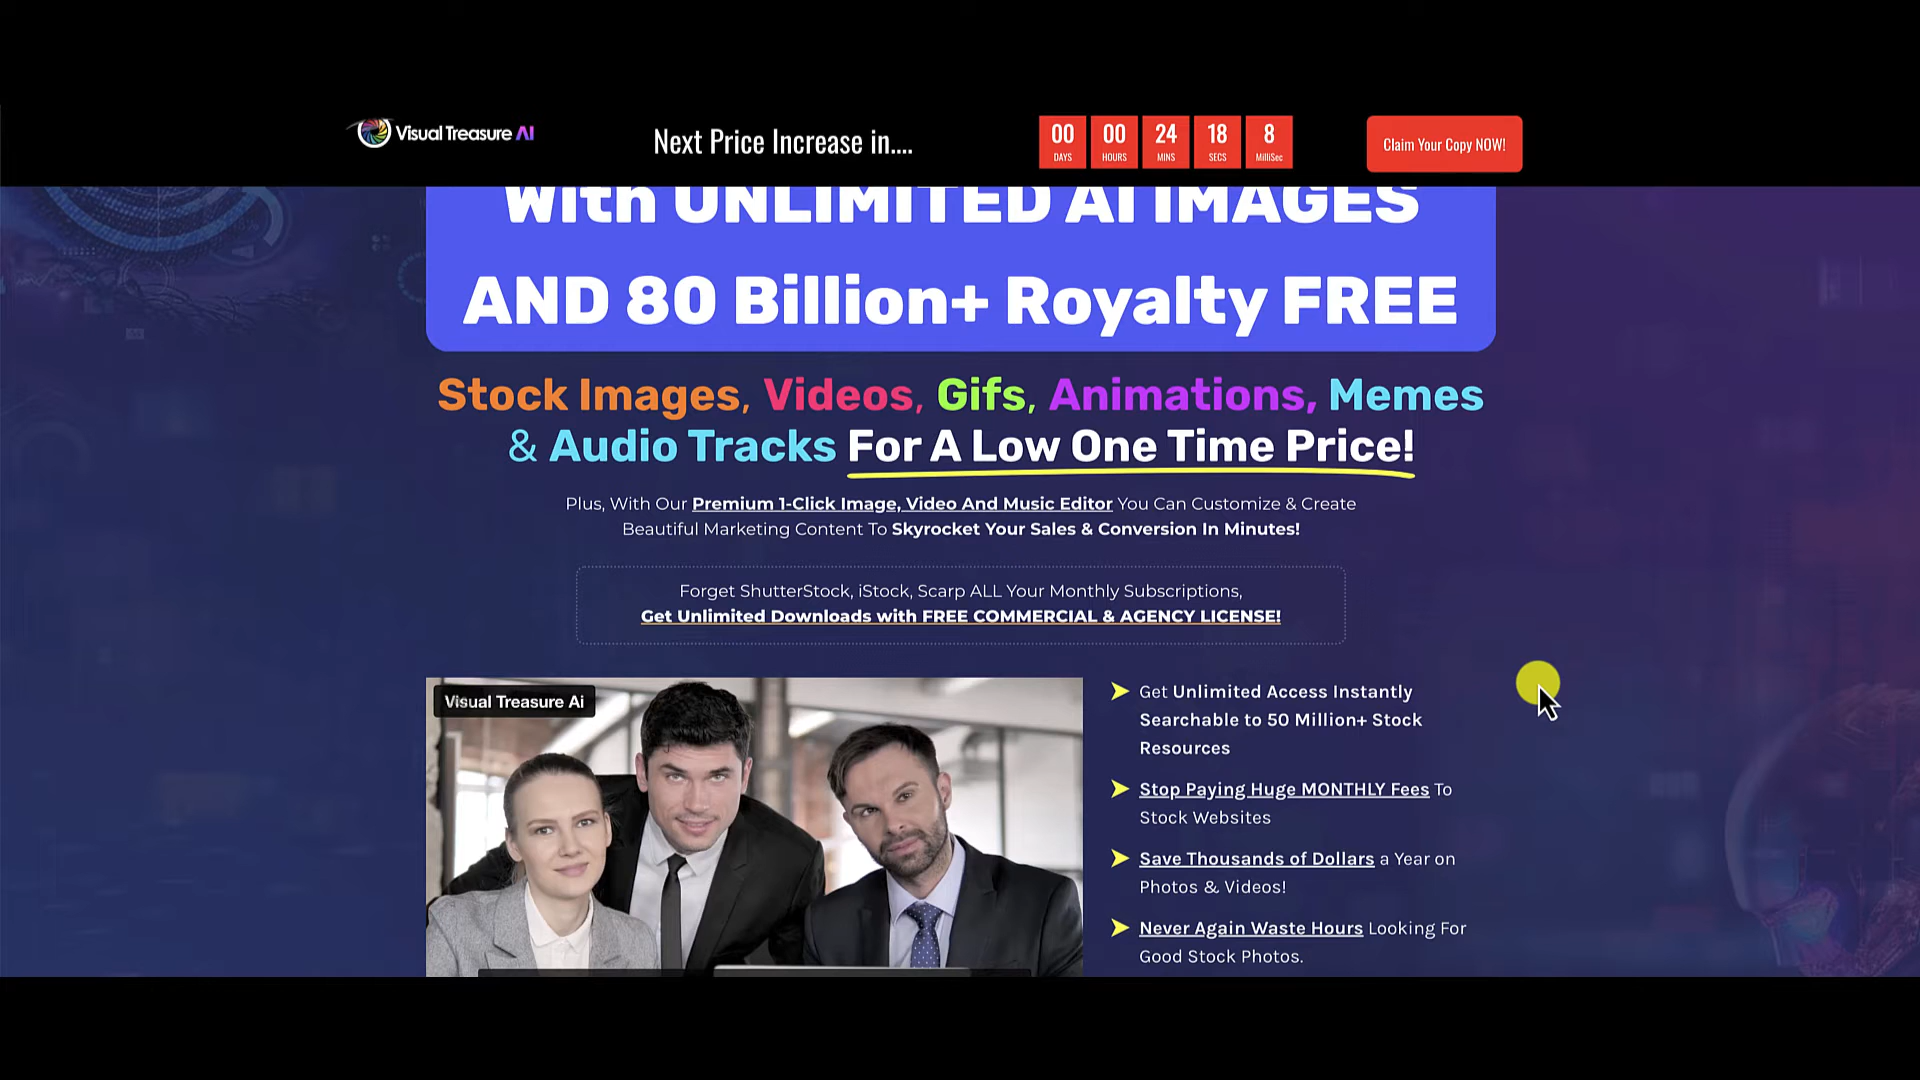 Visual Treasure AI
Next Price Increase in....
00 00 24 18 8
DAYS HOURS MINS SECS MilliSec
Claim Your Copy NOW!
With UNLIMITED AI IMAGES
AND 80 Billion+ Royalty FREE
Stock Images, Videos, Gifs, Animations, Memes
& Audio Tracks For A Low One Time Price!
Plus, With Our Premium 1-Click Image, Video And Music Editor You Can Customize & Create
Beautiful Marketing Content To Skyrocket Your Sales & Conversion In Minutes!
Forget ShutterStock, iStock, Scarp ALL Your Monthly Subscriptions,
Get Unlimited Downloads with FREE COMMERCIAL & AGENCY LICENSE!
Visual Treasure Ai
Get Unlimited Access Instantly
Searchable to 50 Million+ Stock
Resources
Stop Paying Huge MONTHLY Fees To
Stock Websites
Save Thousands of Dollars a Year on
Photos & Videos!
Never Again Waste Hours Looking For
Good Stock Photos.